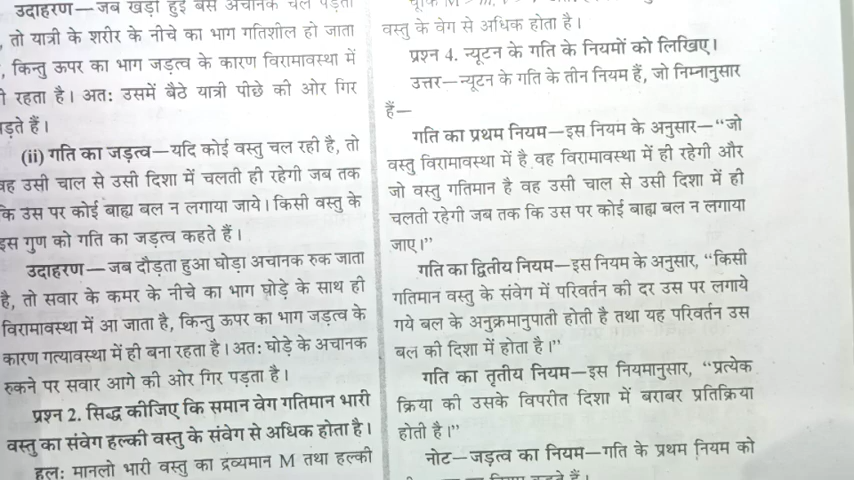 उदाहरण—जब खड़ी हुई बस अचानक चल पड़ती
, तो यात्री के शरीर के नीचे का भाग गतिशील हो जाता
, किन्तु ऊपर का भाग जड़त्व के कारण विरामावस्था में
रहता है। अतः उसमें बैठे यात्री पीछे की ओर गिर
पड़ते हैं।
(ii) गति का जड़त्व—यदि कोई वस्तु चल रही है, तो
वह उसी चाल से उसी दिशा में चलती ही रहेगी जब तक
कि उस पर कोई बाह्य बल न लगाया जाये। किसी वस्तु के
इस गुण को गति का जड़त्व कहते हैं।
उदाहरण—जब दौड़ता हुआ घोड़ा अचानक रुक जाता
है, तो सवार के कमर के नीचे का भाग घोड़े के साथ ही
विरामावस्था में आ जाता है, किन्तु ऊपर का भाग जड़त्व के
कारण गत्यावस्था में ही बना रहता है। अतः घोड़े के अचानक
रुकने पर सवार आगे की ओर गिर पड़ता है।
प्रश्न 2. सिद्ध कीजिए कि समान वेग गतिमान भारी
वस्तु का संवेग हल्की वस्तु के संवेग से अधिक होता है।
हलः मानलो भारी वस्तु का द्रव्यमान M तथा हल्की
वस्तु के वेग से अधिक होता है।
प्रश्न 4. न्यूटन के गति के नियमों को लिखिए।
उत्तर—न्यूटन के गति के तीन नियम हैं, जो निम्नानुसार
हैं—
गति का प्रथम नियम—इस नियम के अनुसार—“जो
वस्तु विरामावस्था में है वह विरामावस्था में ही रहेगी और
जो वस्तु गतिमान है वह उसी चाल से उसी दिशा में ही
चलती रहेगी जब तक कि उस पर कोई बाह्य बल न लगाया
जाए।”
गति का द्वितीय नियम—इस नियम के अनुसार, “किसी
गतिमान वस्तु के संवेग में परिवर्तन की दर उस पर लगाये
गये बल के अनुक्रमानुपाती होती है तथा यह परिवर्तन उस
बल की दिशा में होता है।”
गति का तृतीय नियम—इस नियमानुसार, “प्रत्येक
क्रिया की उसके विपरीत दिशा में बराबर प्रतिक्रिया
होती है।”
नोट—जड़त्व का नियम—गति के प्रथम नियम को